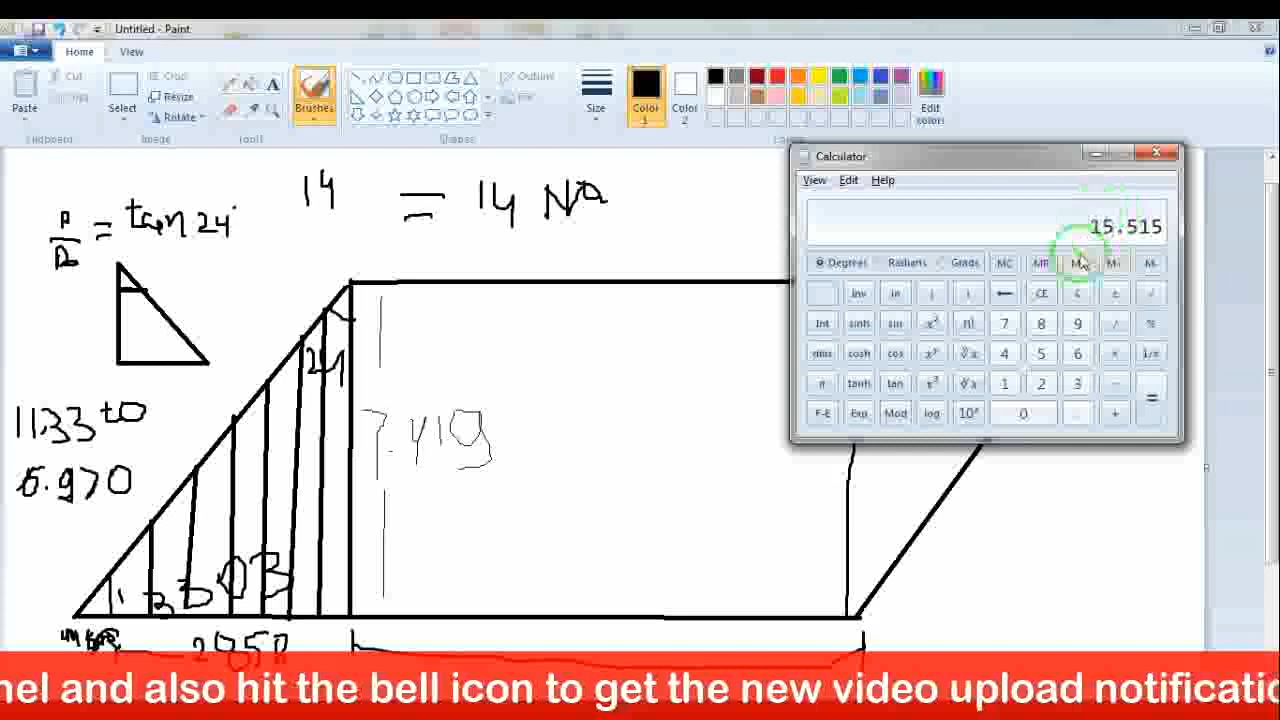 Untitled - Paint
Home View
Paste
Cut
Select
Crop
Resize
Rotate
Brushes
Outline
Fill
Size
Color 1
Color 2
Edit colors
Clipboard
Image
Tools
Shapes
Calculator
View Edit Help
15.515
Degrees Radians Grads MC MR MS M+ M-
Inv ln ( ) ← CE C ± √
Int sinh sin x² n! 7 8 9 / %
dms cosh cos xʸ ʸ√x 4 5 6 * 1/x
π tanh tan x³ ³√x 1 2 3 - =
F-E Exp Mod log 10ˣ 0 . +
14 = 14 No
P = tan 24°
B
24
11.33 to
7.419
nel and also hit the bell icon to get the new video upload notificatio